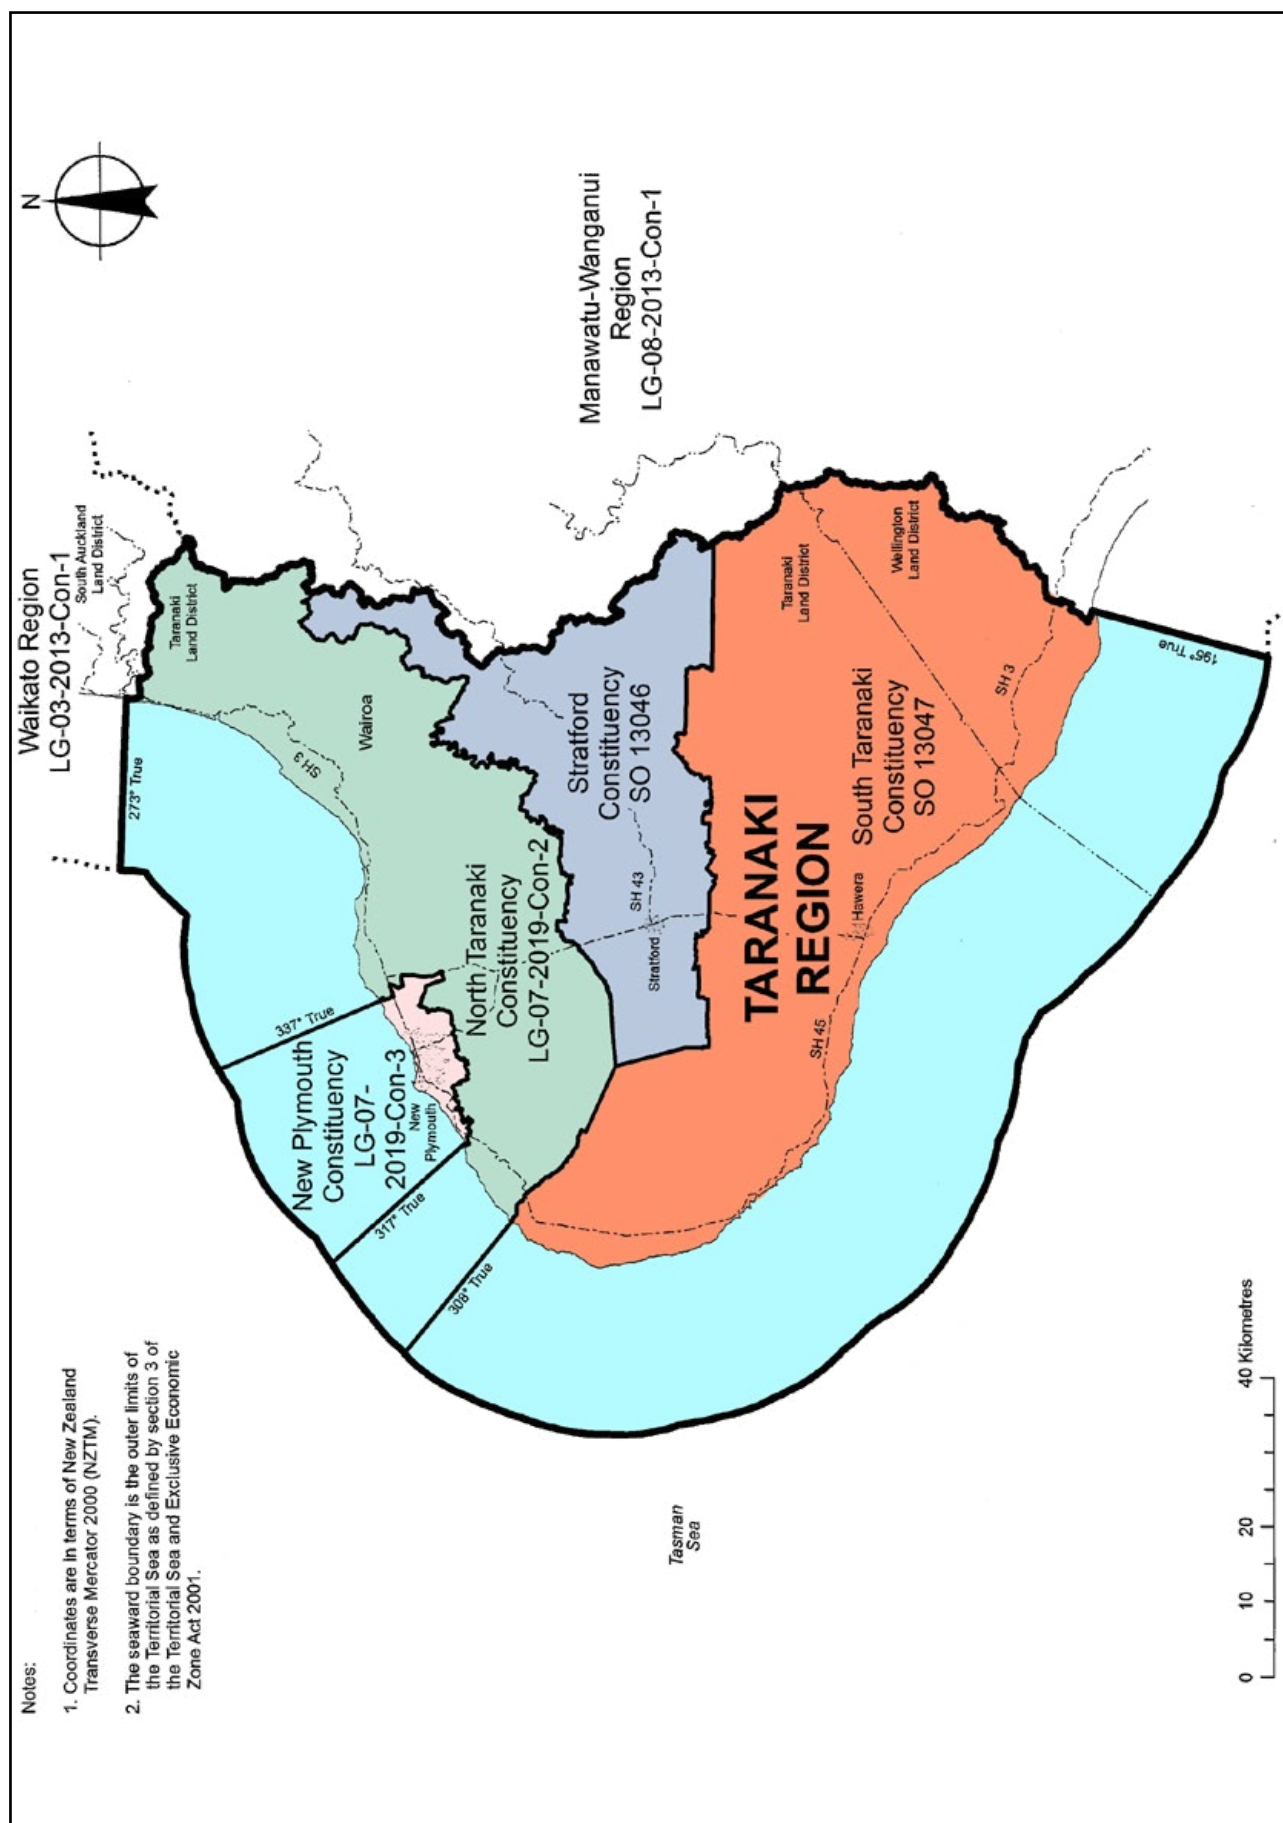 Notes:
1. Coordinates are in terms of New Zealand
Transverse Mercator 2000 (NZTM).
2. The seaward boundary is the outer limits of
the Territorial Sea as defined by section 3 of
the Territorial Sea and Exclusive Economic
Zone Act 2001.
Waikato Region
LG-03-2013-Con-1
South Auckland
Land District
N
273° True
Taranaki
Land District
SH 3
Wairoa
337° True
New Plymouth
Constituency
LG-07-
2019-Con-3
New
Plymouth
317° True
308° True
North Taranaki
Constituency
LG-07-2019-Con-2
Manawatu-Wanganui
Region
LG-08-2013-Con-1
Stratford
Constituency
SO 13046
SH 43
Stratford
Tasman
Sea
TARANAKI
REGION
Taranaki
Land District
Wellington
Land District
South Taranaki
Constituency
SO 13047
Hawera
SH 45
SH 3
195° True
0
10
20
40 Kilometres